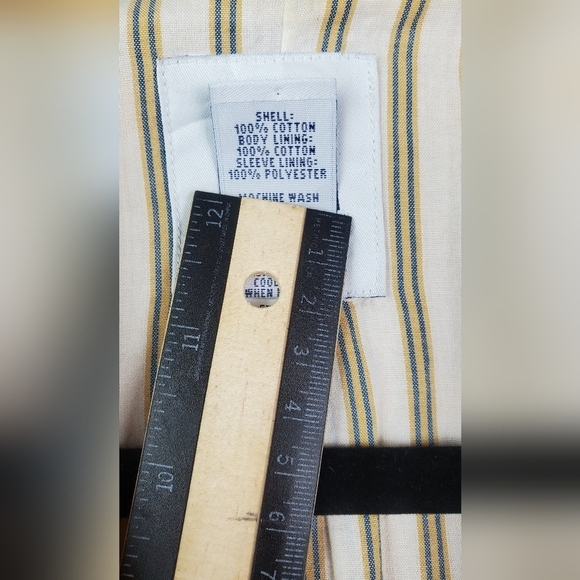 SHELL:
100% COTTON
BODY LINING:
100% COTTON
SLEEVE LINING:
100% POLYESTER
MACHINE WASH
COOL
WHEN
12
11
10
1
2
3
4
5
6
7